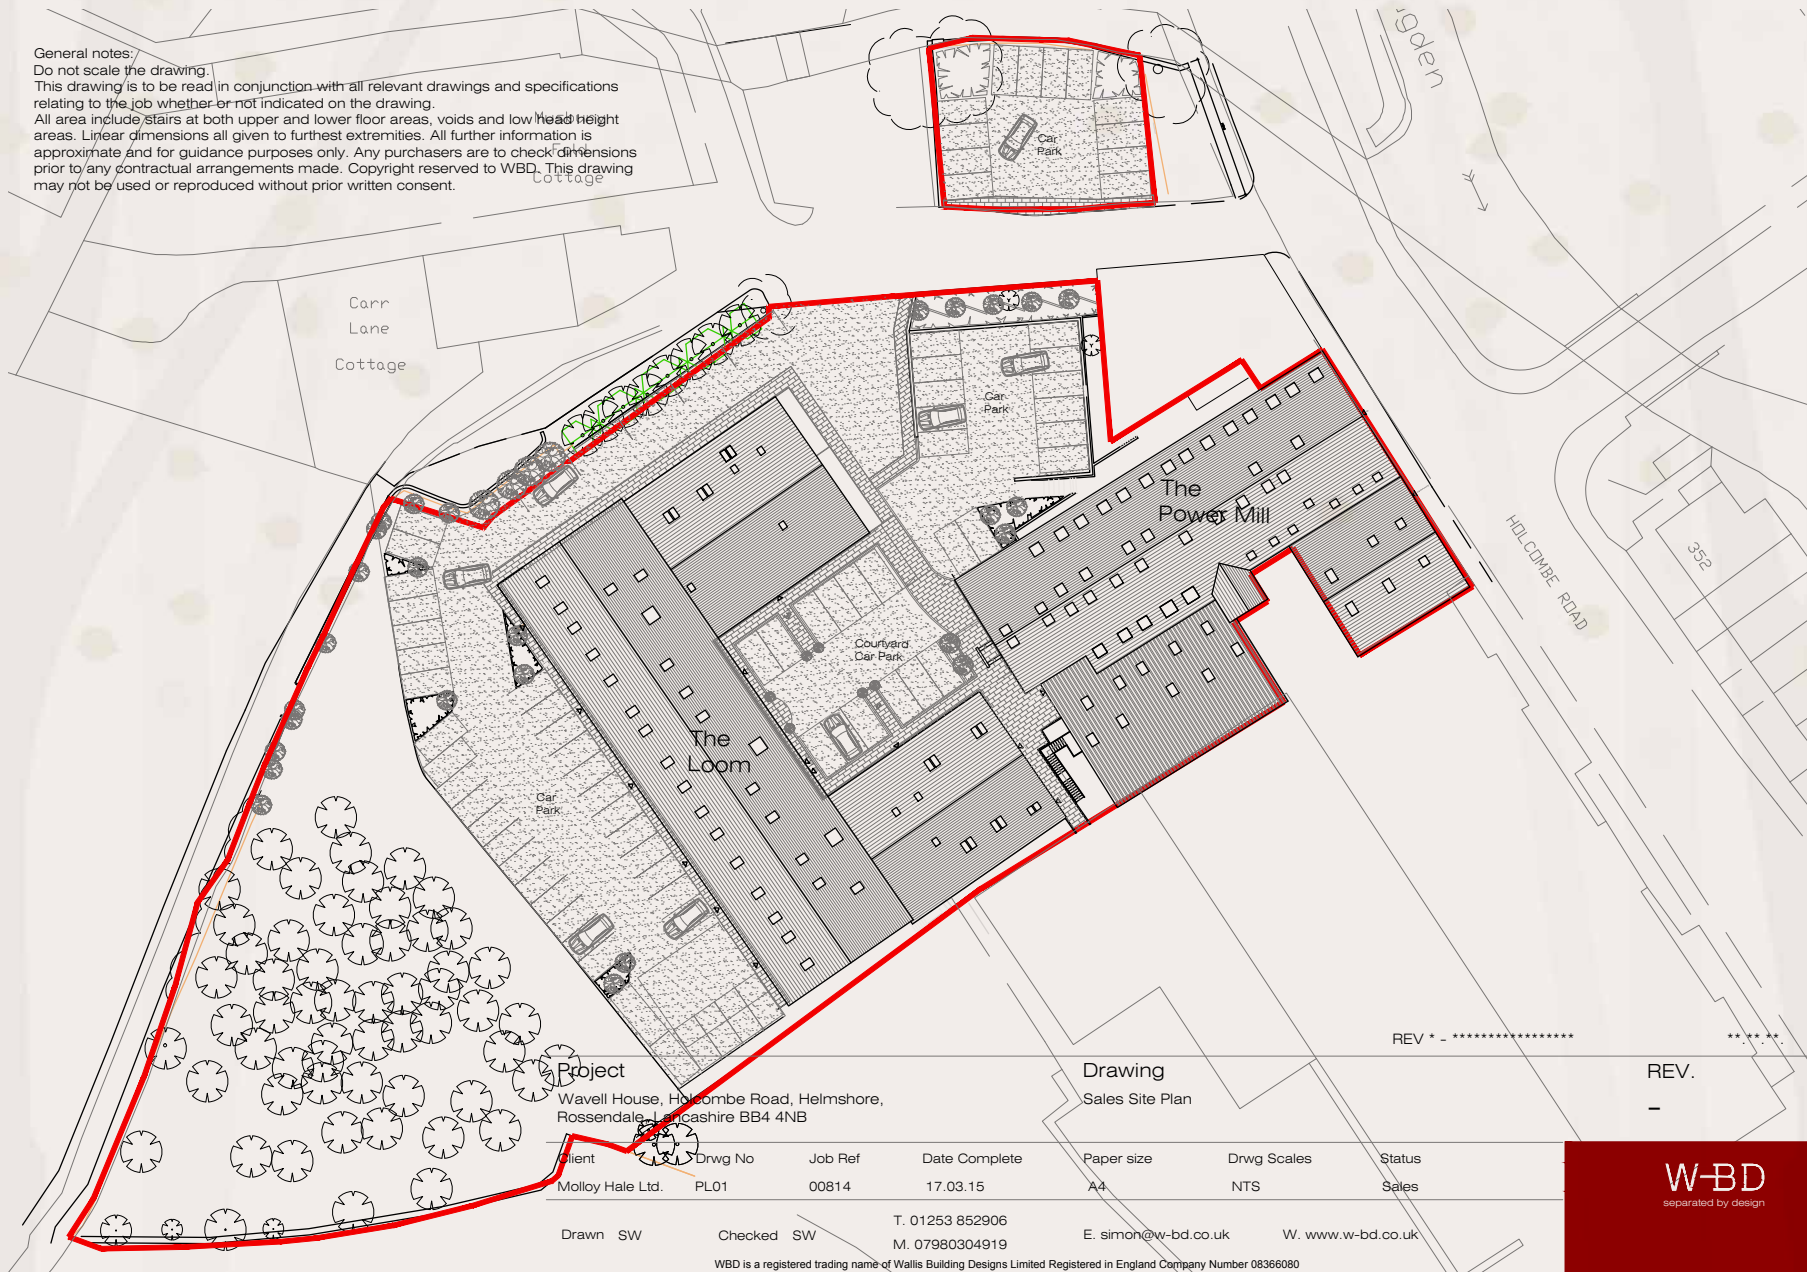 General notes:
Do not scale the drawing.
This drawing is to be read in conjunction with all relevant drawings and specifications
relating to the job whether or not indicated on the drawing.
All area include stairs at both upper and lower floor areas, voids and low head height
areas. Linear dimensions all given to furthest extremities. All further information is
approximate and for guidance purposes only. Any purchasers are to check dimensions
prior to any contractual arrangements made. Copyright reserved to WBD. This drawing
may not be used or reproduced without prior written consent.
Fold
Cottage
gden
Car
Park
Carr
Lane
Cottage
Car
Park
The
Power Mill
HOLCOMBE ROAD
352
Courtyard
Car Park
The
Loom
Car
Park
REV * - ***************** **.**.**.
Project
Wavell House, Holcombe Road, Helmshore,
Rossendale, Lancashire BB4 4NB
Drawing
Sales Site Plan
REV.
-
Client Drwg No Job Ref Date Complete Paper size Drwg Scales Status
Molloy Hale Ltd. PL01 00814 17.03.15 A4 NTS Sales
Drawn SW Checked SW
T. 01253 852906
M. 07980304919
E. simon@w-bd.co.uk W. www.w-bd.co.uk
WBD is a registered trading name of Wallis Building Designs Limited Registered in England Company Number 08366080
W-BD
separated by design